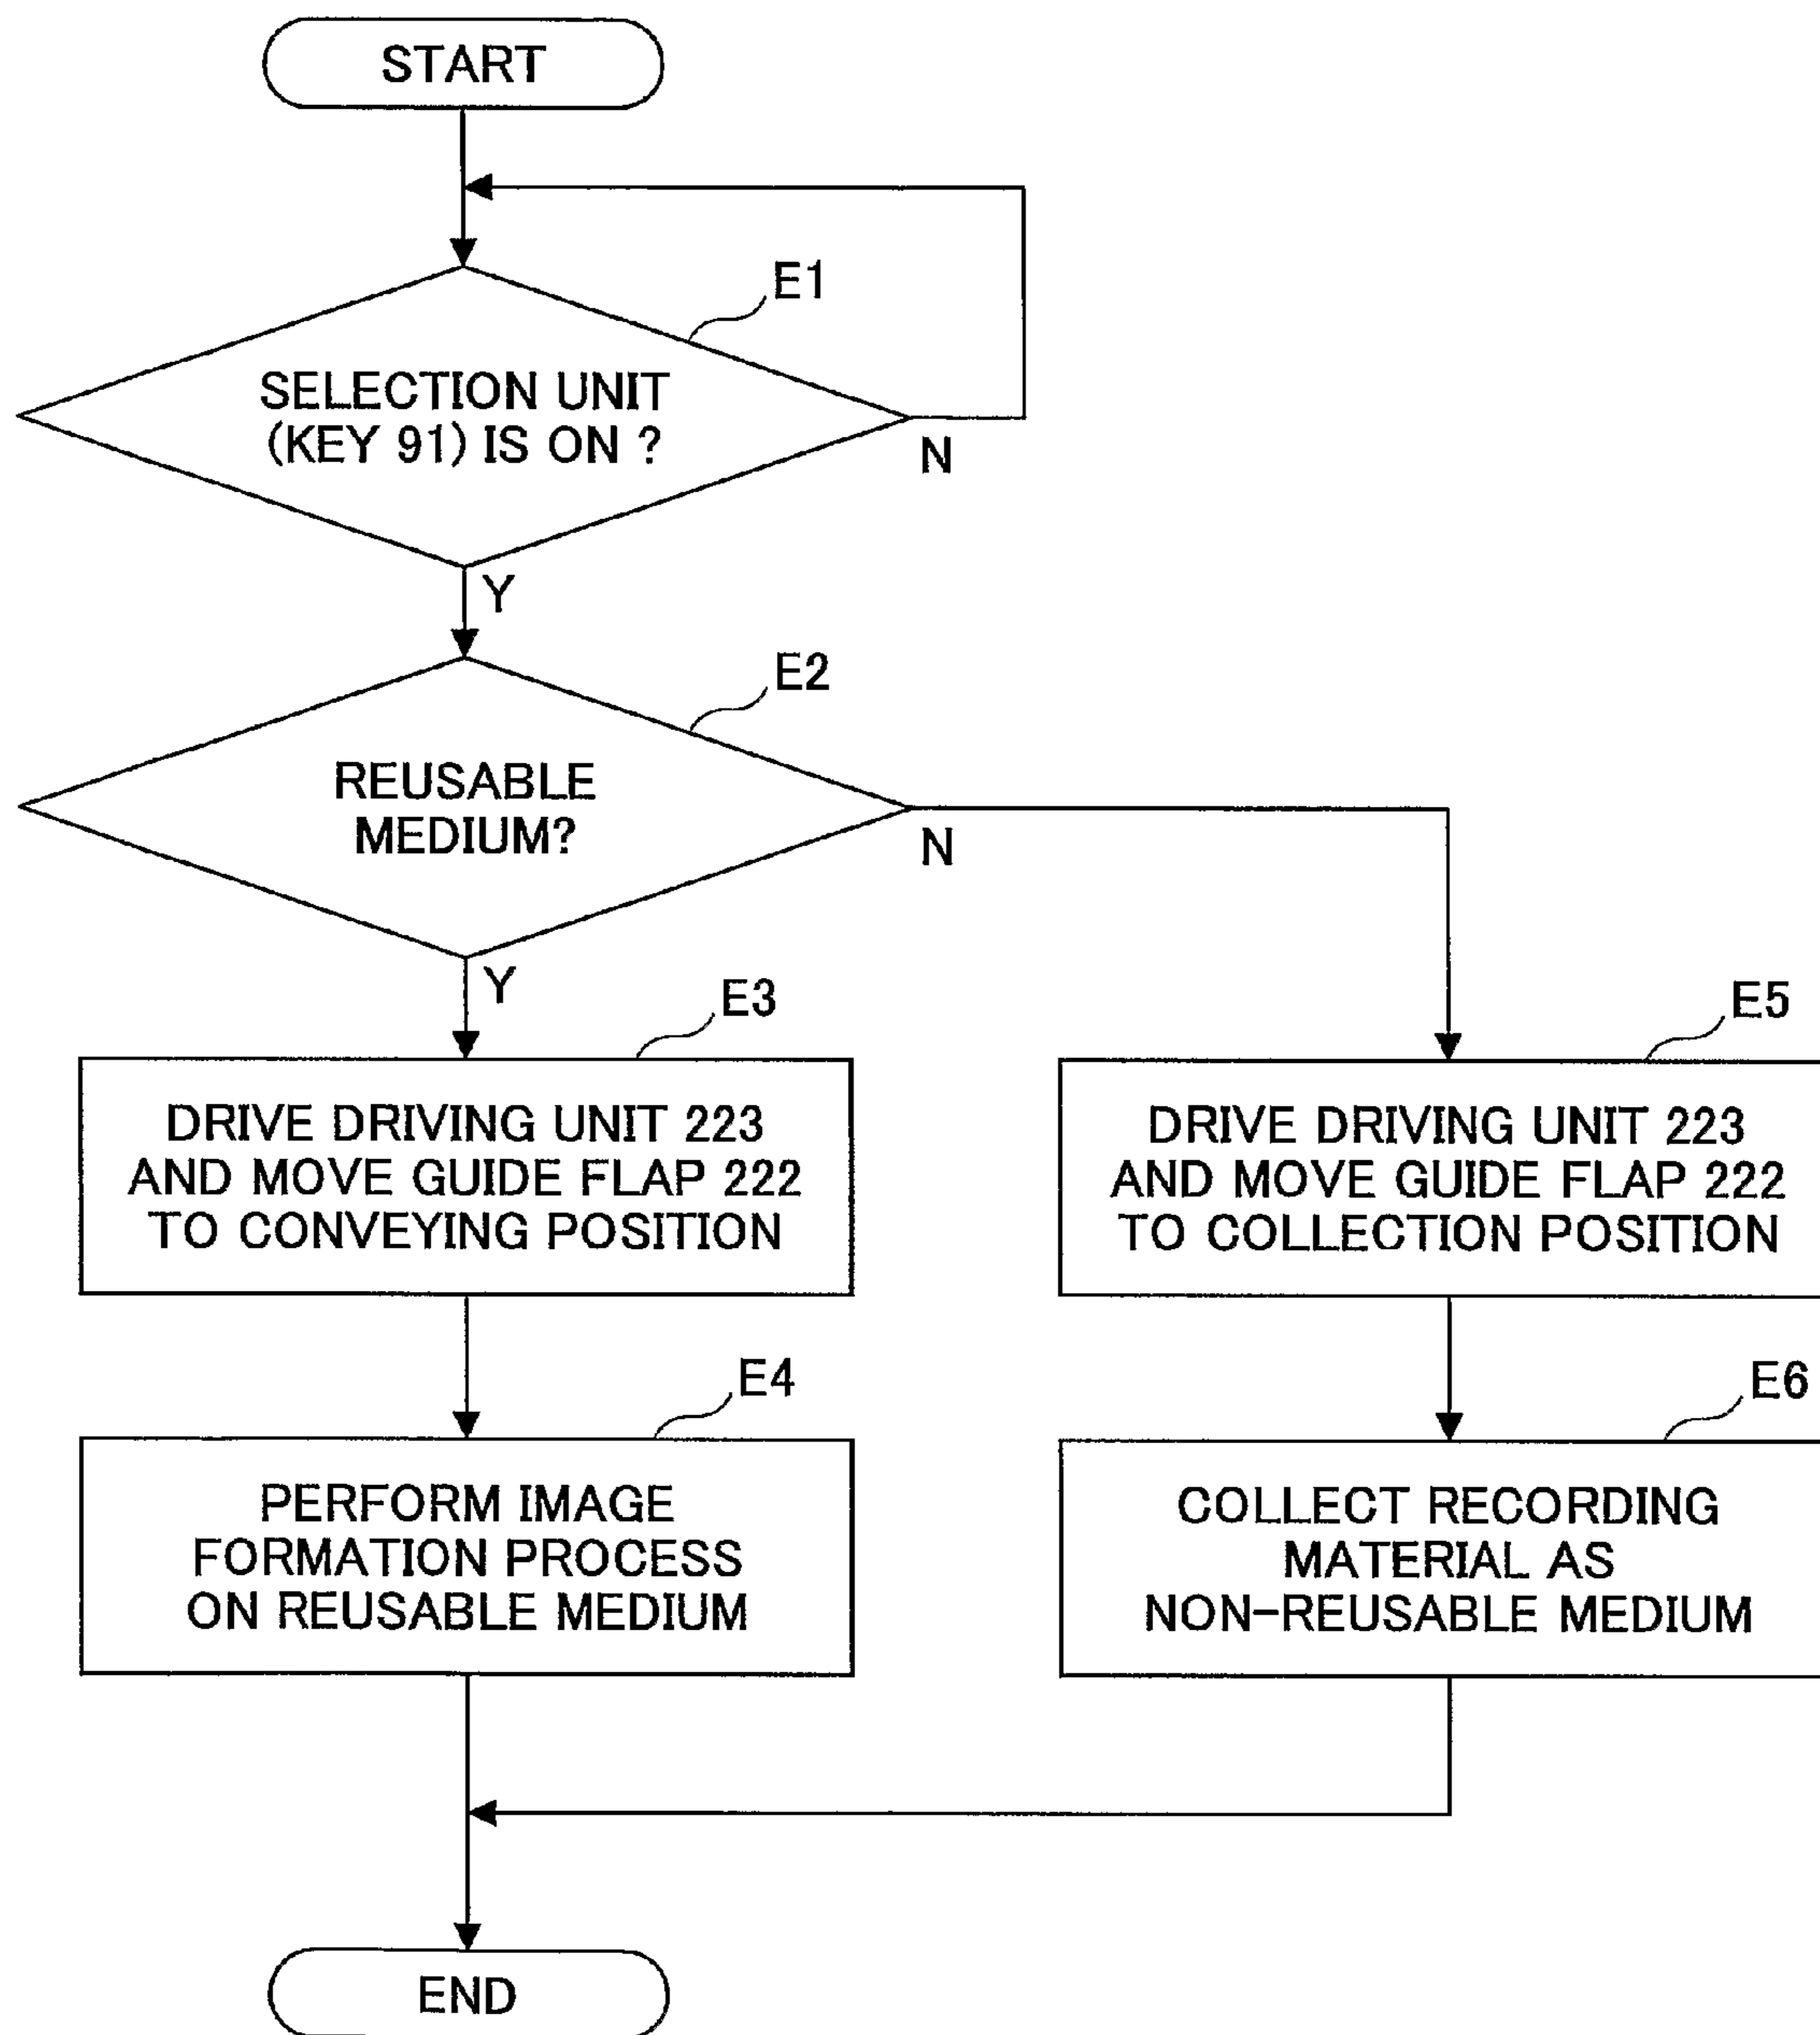 START
E1
SELECTION UNIT
(KEY 91) IS ON ?
N
Y
E2
REUSABLE
MEDIUM?
N
Y
E3
DRIVE DRIVING UNIT 223
AND MOVE GUIDE FLAP 222
TO CONVEYING POSITION
E5
DRIVE DRIVING UNIT 223
AND MOVE GUIDE FLAP 222
TO COLLECTION POSITION
E4
PERFORM IMAGE
FORMATION PROCESS
ON REUSABLE MEDIUM
E6
COLLECT RECORDING
MATERIAL AS
NON-REUSABLE MEDIUM
END